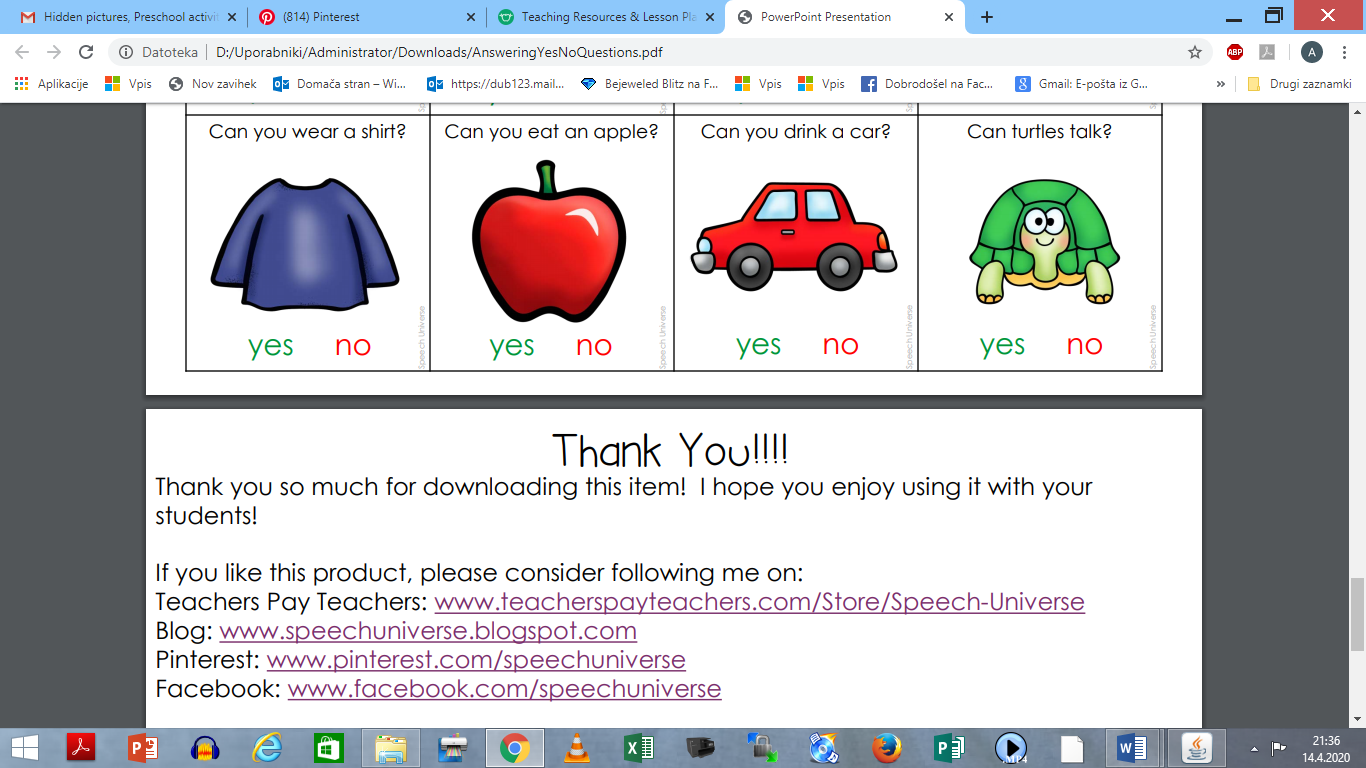 Hidden pictures, Preschool activit
(814) Pinterest
Teaching Resources & Lesson Pla
PowerPoint Presentation
Datoteka | D:/Uporabniki/Administrator/Downloads/AnsweringYesNoQuestions.pdf
ABP
A
Aplikacije
Vpis
Nov zavihek
Domača stran – Wi...
https://dub123.mail...
Bejeweled Blitz na F...
Vpis
Vpis
Dobrodošel na Fac...
Gmail: E-pošta iz G...
»
Drugi zaznamki
Can you wear a shirt?
yes no
Speech Universe
Can you eat an apple?
yes no
Speech Universe
Can you drink a car?
yes no
Speech Universe
Can turtles talk?
yes no
Speech Universe
Thank You!!!!
Thank you so much for downloading this item!  I hope you enjoy using it with your
students!
If you like this product, please consider following me on:
Teachers Pay Teachers: www.teacherspayteachers.com/Store/Speech-Universe
Blog: www.speechuniverse.blogspot.com
Pinterest: www.pinterest.com/speechuniverse
Facebook: www.facebook.com/speechuniverse
MP4
21:36
14.4.2020